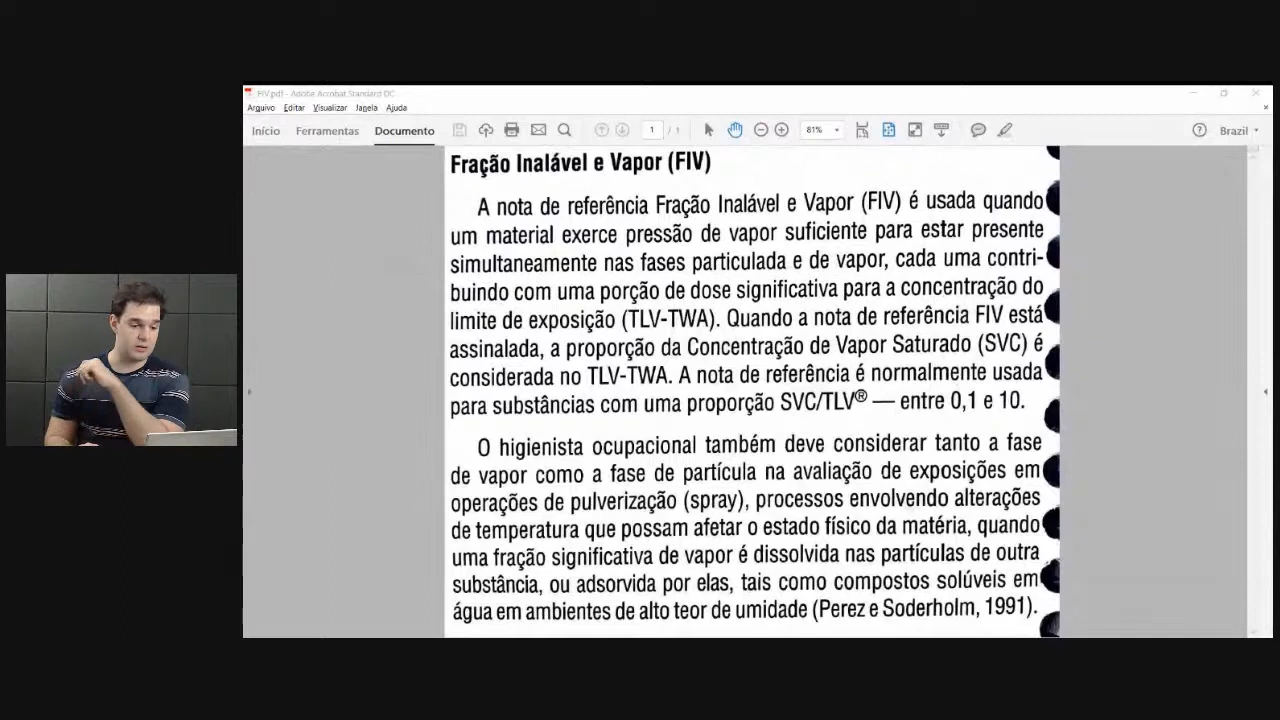 FIV.pdf - Adobe Acrobat Standard DC
Arquivo Editar Visualizar Janela Ajuda
Início Ferramentas Documento 1 / 1 81% Brazil
Fração Inalável e Vapor (FIV)
A nota de referência Fração Inalável e Vapor (FIV) é usada quando
um material exerce pressão de vapor suficiente para estar presente
simultaneamente nas fases particulada e de vapor, cada uma contri-
buindo com uma porção de dose significativa para a concentração do
limite de exposição (TLV-TWA). Quando a nota de referência FIV está
assinalada, a proporção da Concentração de Vapor Saturado (SVC) é
considerada no TLV-TWA. A nota de referência é normalmente usada
para substâncias com uma proporção SVC/TLV® — entre 0,1 e 10.
O higienista ocupacional também deve considerar tanto a fase
de vapor como a fase de partícula na avaliação de exposições em
operações de pulverização (spray), processos envolvendo alterações
de temperatura que possam afetar o estado físico da matéria, quando
uma fração significativa de vapor é dissolvida nas partículas de outra
substância, ou adsorvida por elas, tais como compostos solúveis em
água em ambientes de alto teor de umidade (Perez e Soderholm, 1991).